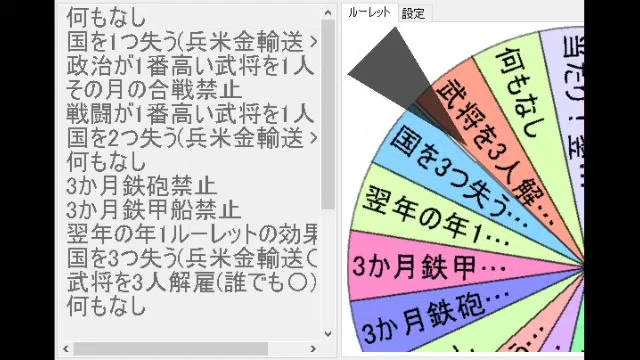 何もなし
国を1つ失う(兵米金輸送
政治が1番高い武将を1人
その月の合戦禁止
戦闘が1番高い武将を1人
国を2つ失う(兵米金輸送
何もなし
3か月鉄砲禁止
3か月鉄甲船禁止
翌年の年1ルーレットの効果
国を3つ失う(兵米金輸送○
武将を3人解雇(誰でも○)
何もなし
ルーレット 設定
当たり!翌
何もなし
武将を3人解…
国を3つ失う…
翌年の年1…
3か月鉄甲…
3か月鉄砲…